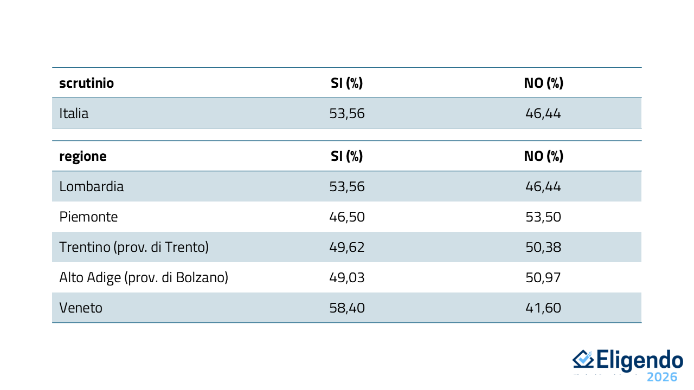 scrutinio SI (%) NO (%)
Italia 53,56 46,44
regione SI (%) NO (%)
Lombardia 53,56 46,44
Piemonte 46,50 53,50
Trentino (prov. di Trento) 49,62 50,38
Alto Adige (prov. di Bolzano) 49,03 50,97
Veneto 58,40 41,60
Eligendo
2026